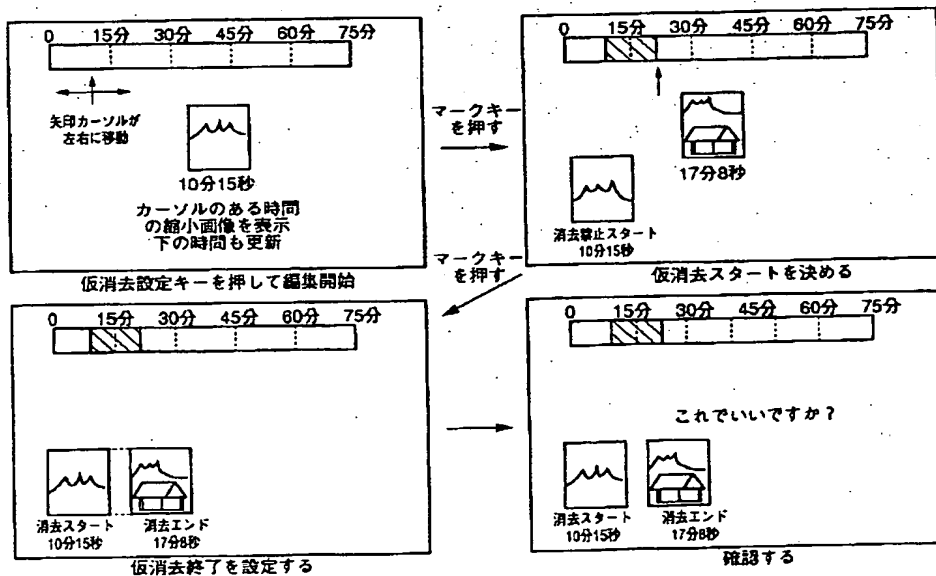 0 15分 30分 45分 60分 75分
矢印カーソルが
左右に移動
10分15秒
カーソルのある時間
の縮小画像を表示
下の時間も更新
仮消去設定キーを押して編集開始
マークキー
を押す
0 15分 30分 45分 60分 75分
17分8秒
消去禁止スタート
10分15秒
仮消去スタートを決める
マークキー
を押す
0 15分 30分 45分 60分 75分
消去スタート 消去エンド
10分15秒 17分8秒
仮消去終了を設定する
0 15分 30分 45分 60分 75分
これでいいですか？
消去スタート 消去エンド
10分15秒 17分8秒
確認する